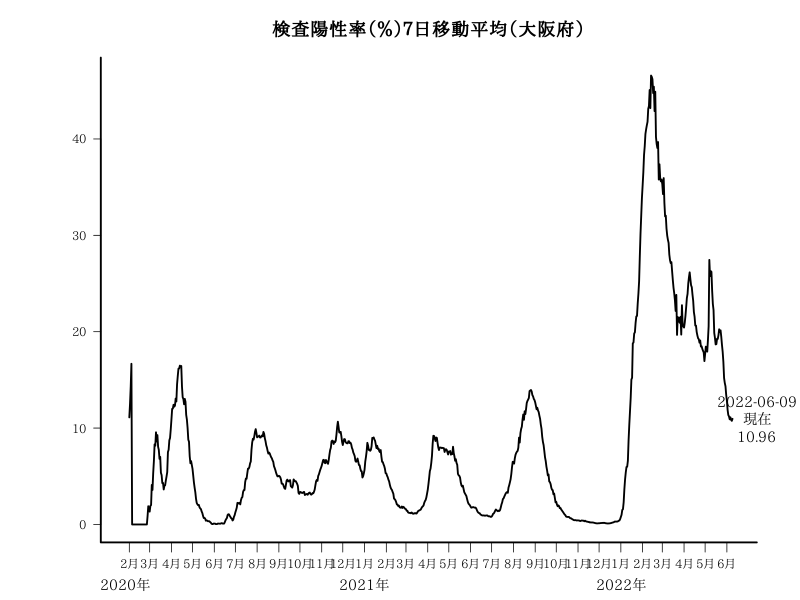 検査陽性率(%)7日移動平均(大阪府)
40
30
20
10
0
2022-06-09
現在
10.96
2月 3月 4月 5月 6月 7月 8月 9月 10月 11月 12月 1月 2月 3月 4月 5月 6月 7月 8月 9月 10月 11月 12月 1月 2月 3月 4月 5月 6月
2020年 2021年 2022年